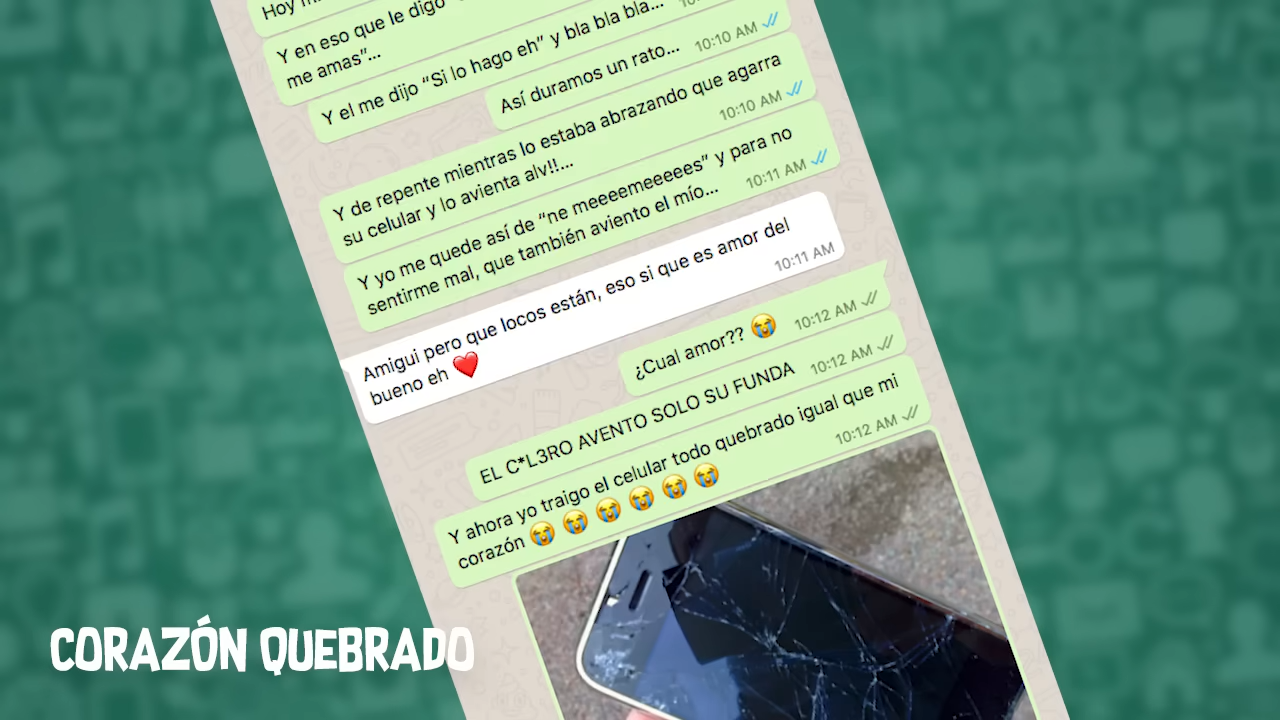 Hoy
Y en eso que le digo
me amas”...
Y el me dijo “Si lo hago eh” y bla bla bla...
Así duramos un rato... 10:10 AM
Y de repente mientras lo estaba abrazando que agarra
su celular y lo avienta alv!!... 10:10 AM
Y yo me quede así de “ne meeeemeeeees” y para no
sentirme mal, que también aviento el mío... 10:11 AM
Amigui pero que locos están, eso si que es amor del
bueno eh ❤️ 10:11 AM
¿Cual amor?? 😭 10:12 AM
EL C*L3RO AVENTO SOLO SU FUNDA 10:12 AM
Y ahora yo traigo el celular todo quebrado igual que mi
corazón 😭 😭 😭 😭 😭 😭 10:12 AM
CORAZÓN QUEBRADO